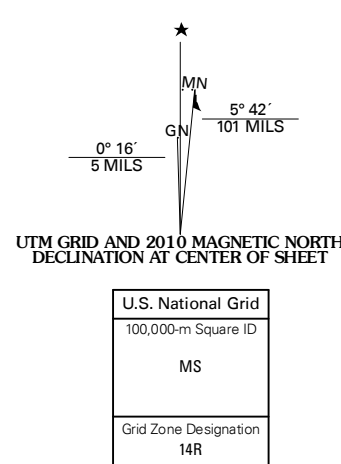 MN
GN
5° 42´
101 MILS
0° 16´
5 MILS
UTM GRID AND 2010 MAGNETIC NORTH
DECLINATION AT CENTER OF SHEET
U.S. National Grid
100,000-m Square ID
MS
Grid Zone Designation
14R